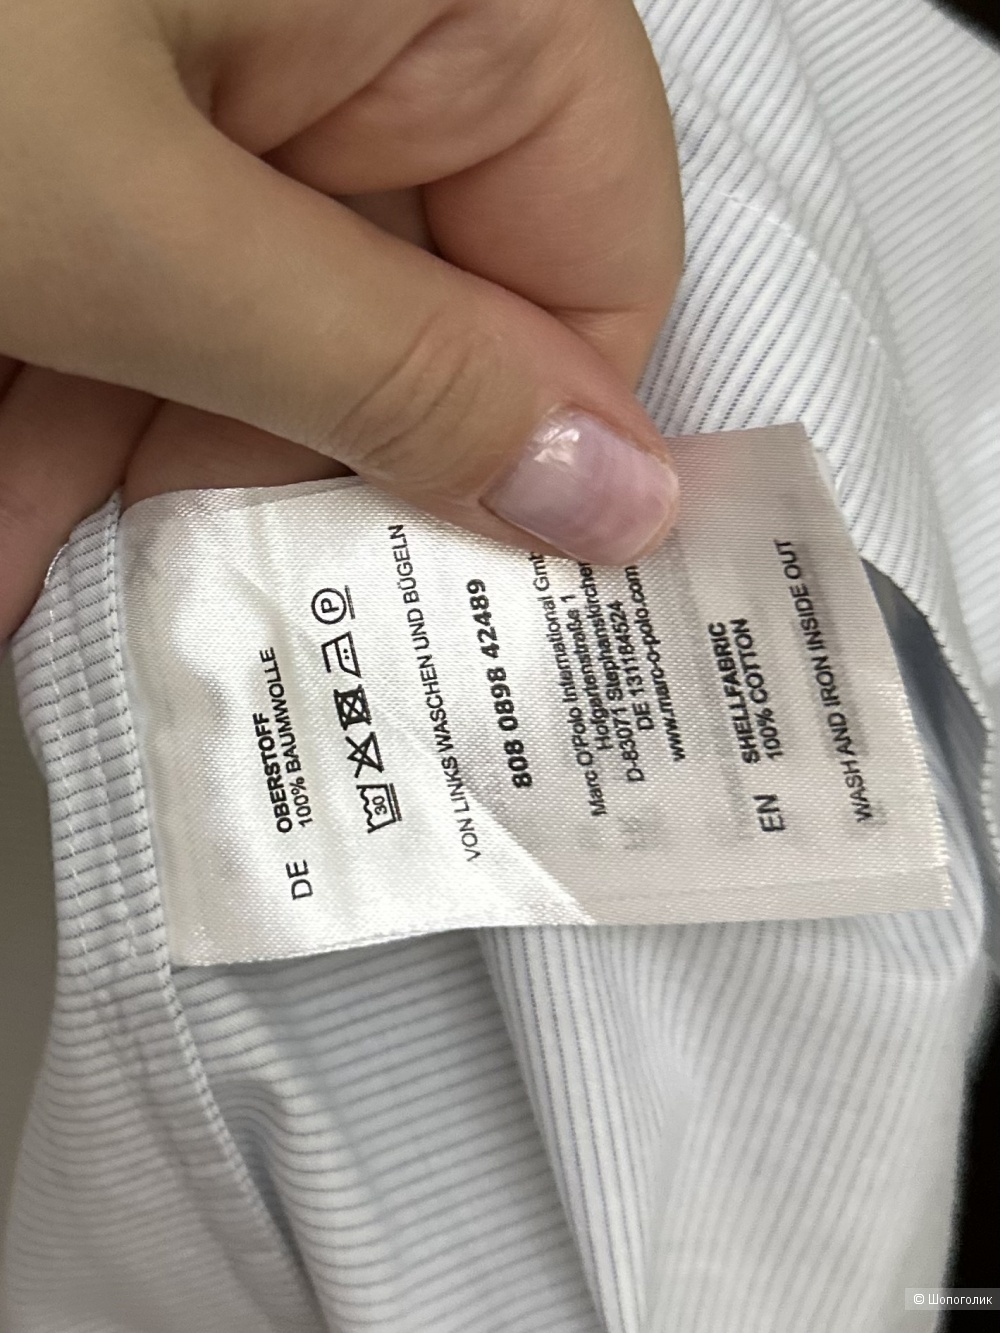 DE OBERSTOFF
100% BAUMWOLLE
30 P
VON LINKS WASCHEN UND BÜGELN
808 0898 42489
Marc O'Polo International Gmb
Hofgartenstraße 1
D-83071 Stephanskirchen
DE 131184524
www.marc-o-polo.com
EN SHELLFABRIC
100% COTTON
WASH AND IRON INSIDE OUT
© Шопоголик